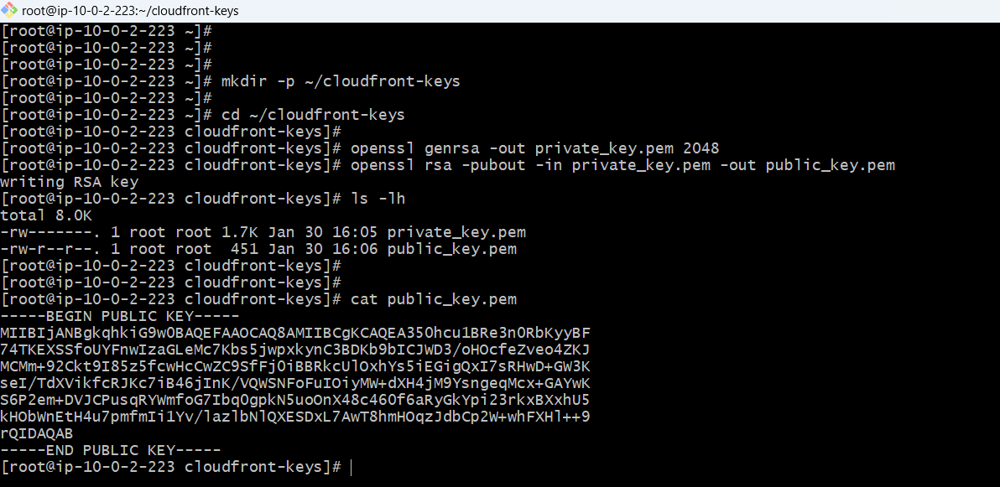 root@ip-10-0-2-223:~/cloudfront-keys
[root@ip-10-0-2-223 ~]#
[root@ip-10-0-2-223 ~]#
[root@ip-10-0-2-223 ~]#
[root@ip-10-0-2-223 ~]# mkdir -p ~/cloudfront-keys
[root@ip-10-0-2-223 ~]#
[root@ip-10-0-2-223 ~]# cd ~/cloudfront-keys
[root@ip-10-0-2-223 cloudfront-keys]#
[root@ip-10-0-2-223 cloudfront-keys]# openssl genrsa -out private_key.pem 2048
[root@ip-10-0-2-223 cloudfront-keys]# openssl rsa -pubout -in private_key.pem -out public_key.pem
writing RSA key
[root@ip-10-0-2-223 cloudfront-keys]# ls -lh
total 8.0K
-rw-------. 1 root root 1.7K Jan 30 16:05 private_key.pem
-rw-r--r--. 1 root root  451 Jan 30 16:06 public_key.pem
[root@ip-10-0-2-223 cloudfront-keys]#
[root@ip-10-0-2-223 cloudfront-keys]#
[root@ip-10-0-2-223 cloudfront-keys]# cat public_key.pem
-----BEGIN PUBLIC KEY-----
MIIBIjANBgkqhkiG9w0BAQEFAAOCAQ8AMIIBCgKCAQEA350hcu1BRe3n0RbKyyBF
74TKEXSSfoUYFnwIzaGLeMc7Kbs5jwpxkynC3BDKb9bICJWD3/oHOcfeZveo4ZKJ
MCMm+92Ckt9I85z5fcwHcCwZC9SfFj0iBBRkcUlOxhYs5iEGigQxI7sRHwD+GW3K
seI/TdXVikfcRJKc7iB46jInK/VQWSNFoFuIOiyMW+dXH4jM9YsngeqMcx+GAYwK
S6P2em+DVJCPusqRYWmfoG7Ibq0gpkN5uoOnX48c46Of6aRyGkYpi23rkxBXxhU5
kHObWnEtH4u7pmfmIi1Yv/lazlbNlQXESDxL7AwT8hmHOqzJdbCp2W+whFXHl++9
rQIDAQAB
-----END PUBLIC KEY-----
[root@ip-10-0-2-223 cloudfront-keys]#